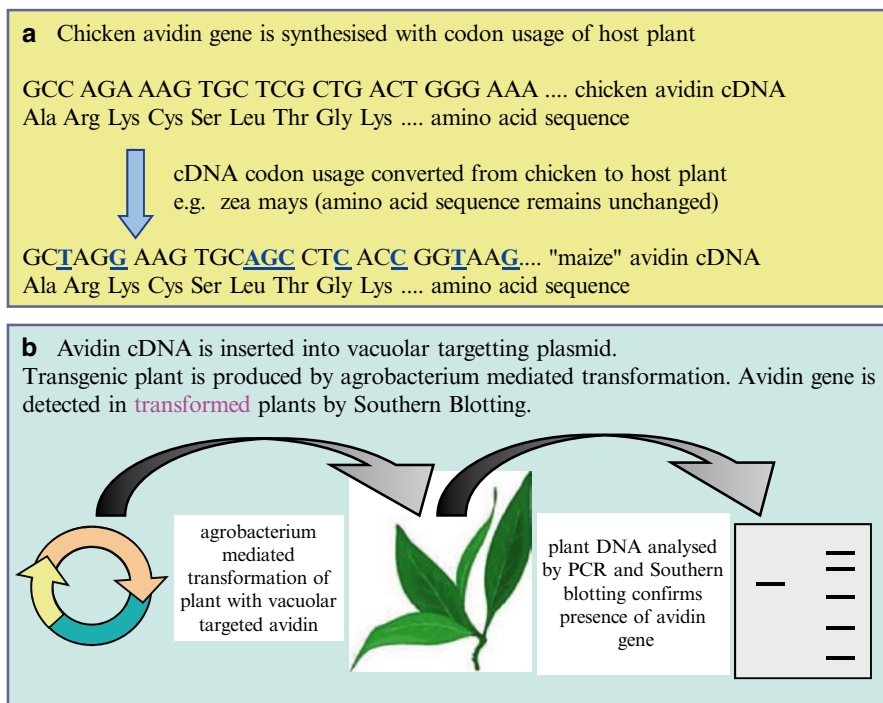 a Chicken avidin gene is synthesised with codon usage of host plant
GCC AGA AAG TGC TCG CTG ACT GGG AAA .... chicken avidin cDNA
Ala Arg Lys Cys Ser Leu Thr Gly Lys .... amino acid sequence
cDNA codon usage converted from chicken to host plant
e.g. zea mays (amino acid sequence remains unchanged)
GCTAGG AAG TGCAGC CTC ACC GGTAAG.... "maize" avidin cDNA
Ala Arg Lys Cys Ser Leu Thr Gly Lys .... amino acid sequence
b Avidin cDNA is inserted into vacuolar targetting plasmid.
Transgenic plant is produced by agrobacterium mediated transformation. Avidin gene is
detected in transformed plants by Southern Blotting.
agrobacterium
mediated
transformation of
plant with vacuolar
targeted avidin
plant DNA analysed
by PCR and Southern
blotting confirms
presence of avidin
gene